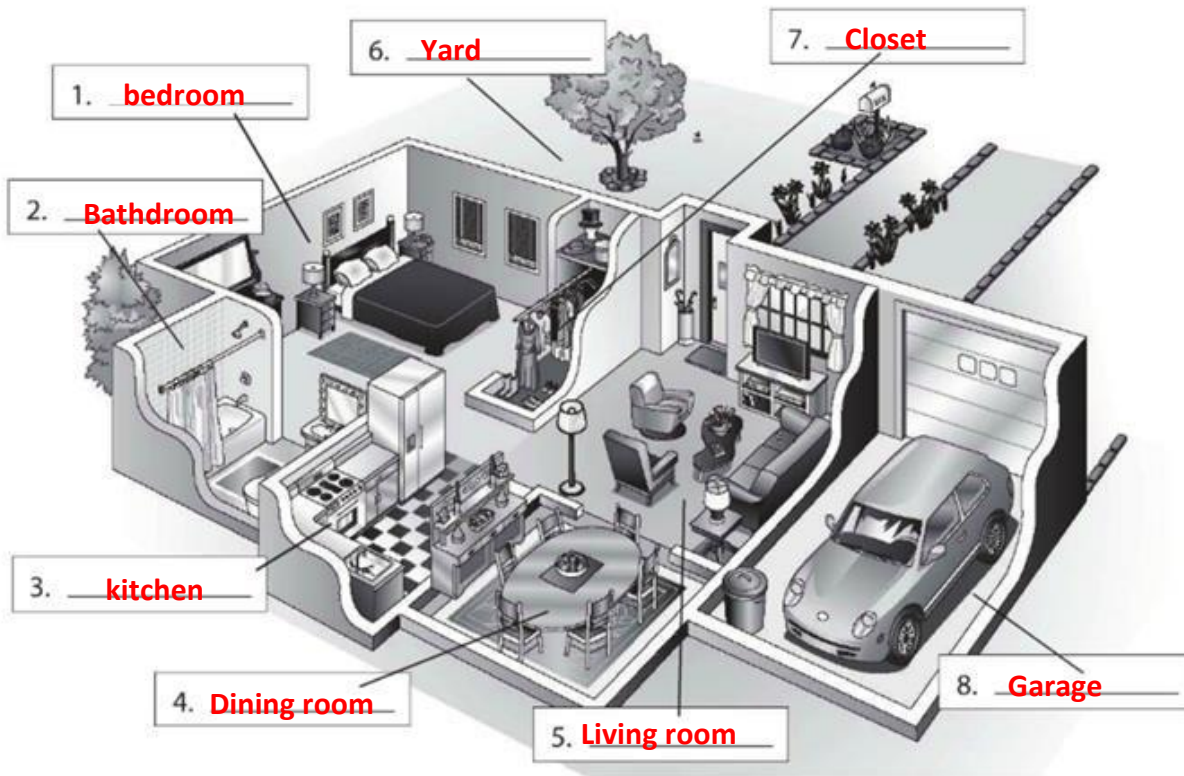 1. bedroom
2. Bathdroom
3. kitchen
4. Dining room
5. Living room
6. Yard
7. Closet
8. Garage